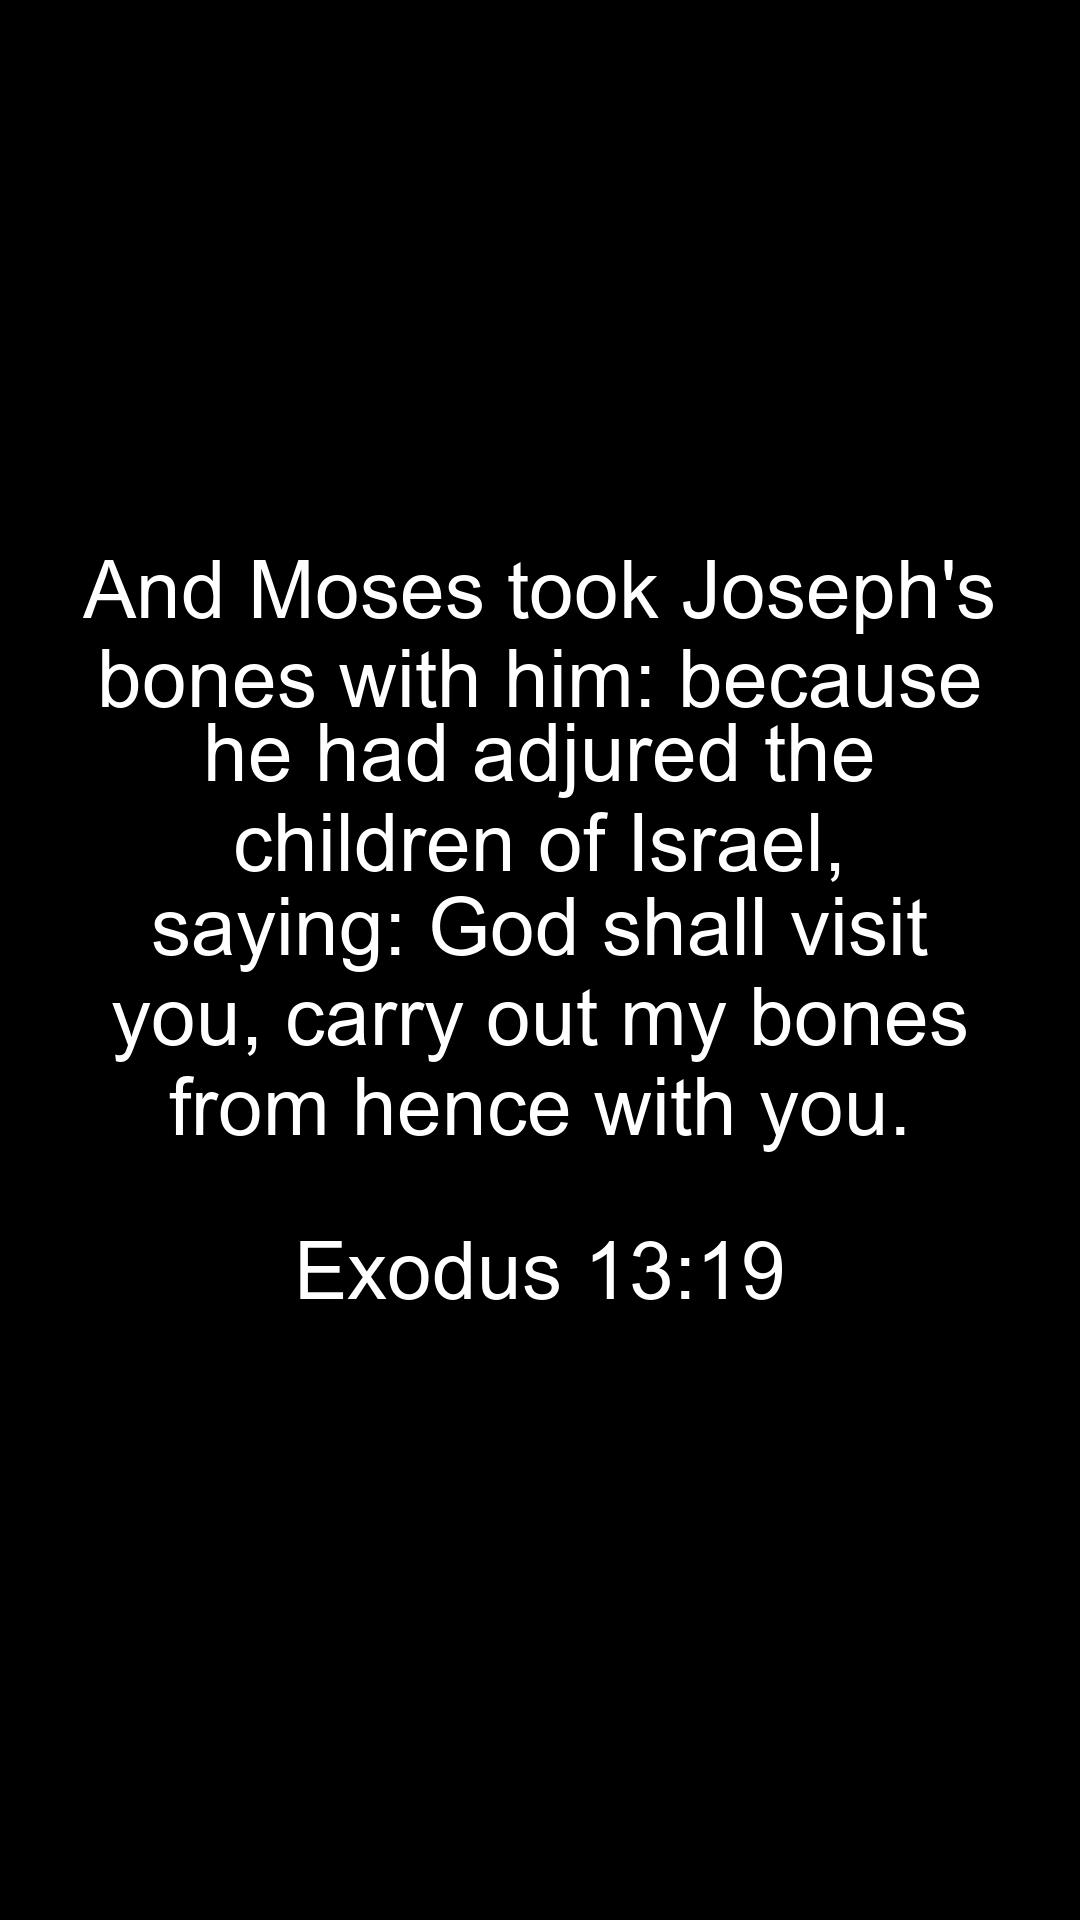 And Moses took Joseph's
bones with him: because
he had adjured the
children of Israel,
saying: God shall visit
you, carry out my bones
from hence with you.
Exodus 13:19